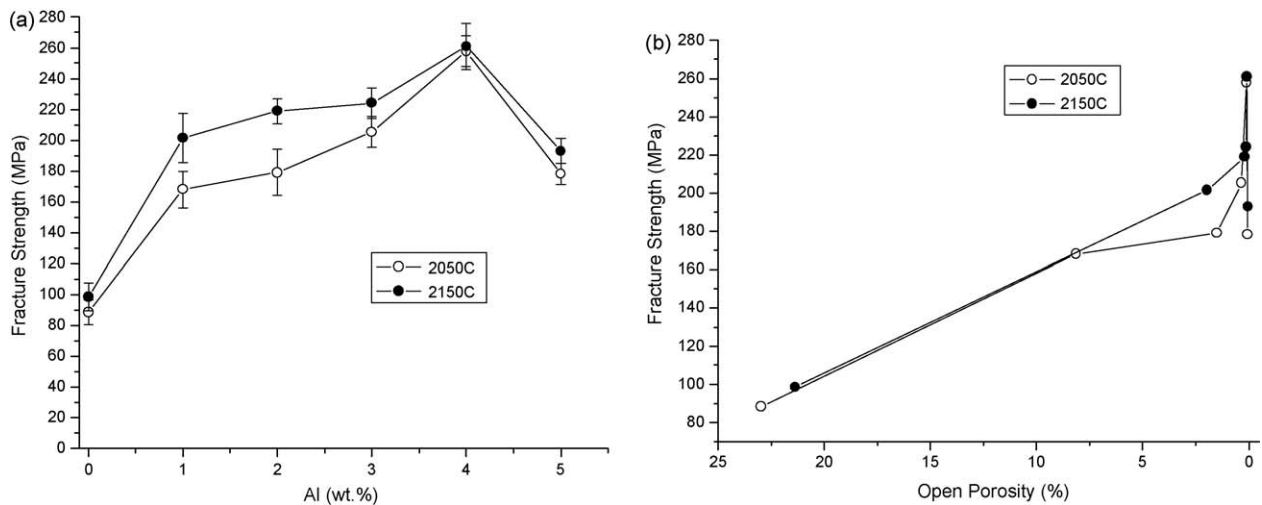 (a)
280
260
240
220
200
180
160
140
120
100
80
60
40
20
0
Fracture Strength (MPa)
2050C
2150C
0 1 2 3 4 5
Al (wt.%)
(b)
280
260
240
220
200
180
160
140
120
100
80
Fracture Strength (MPa)
2050C
2150C
25 20 15 10 5 0
Open Porosity (%)